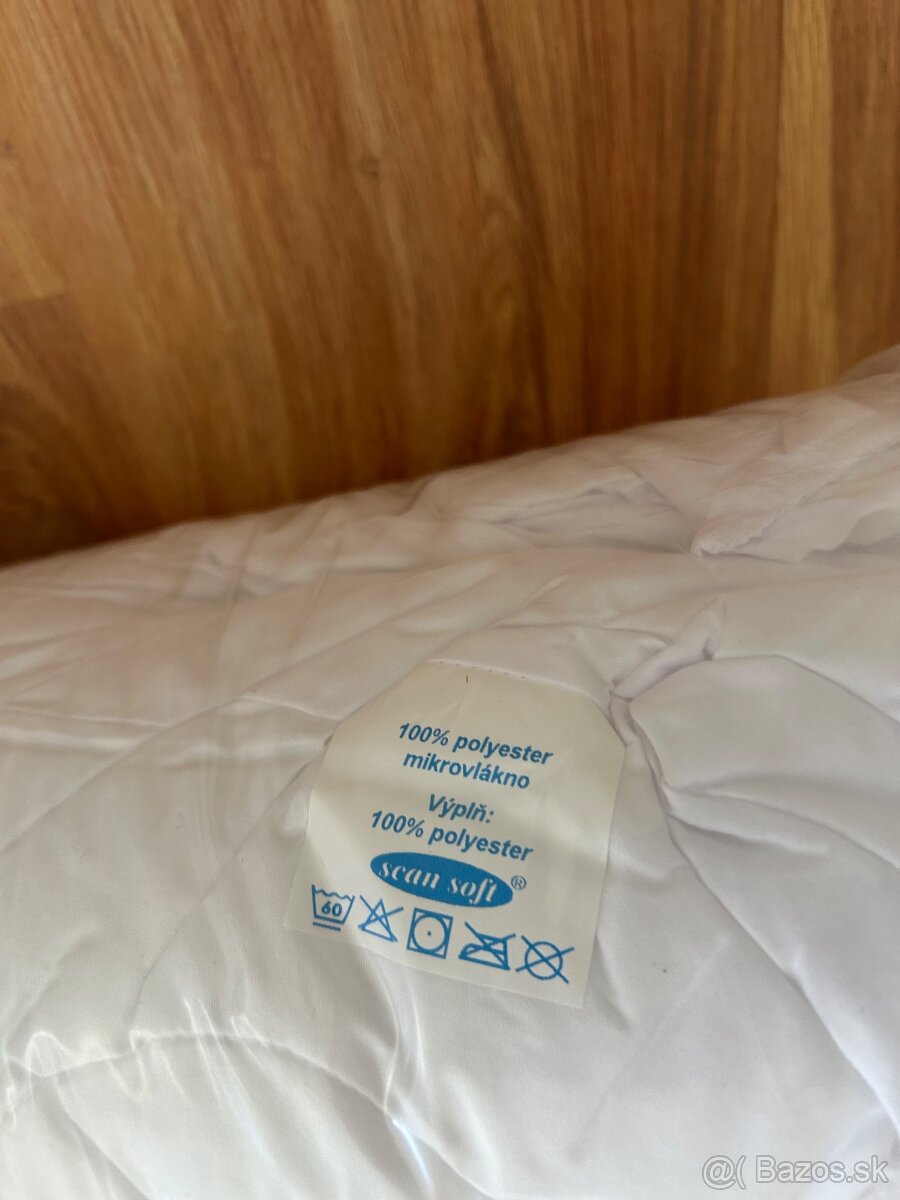 100% polyester
mikrovlákno
Výplň:
100% polyester
scan soft®
60
@( Bazos.sk